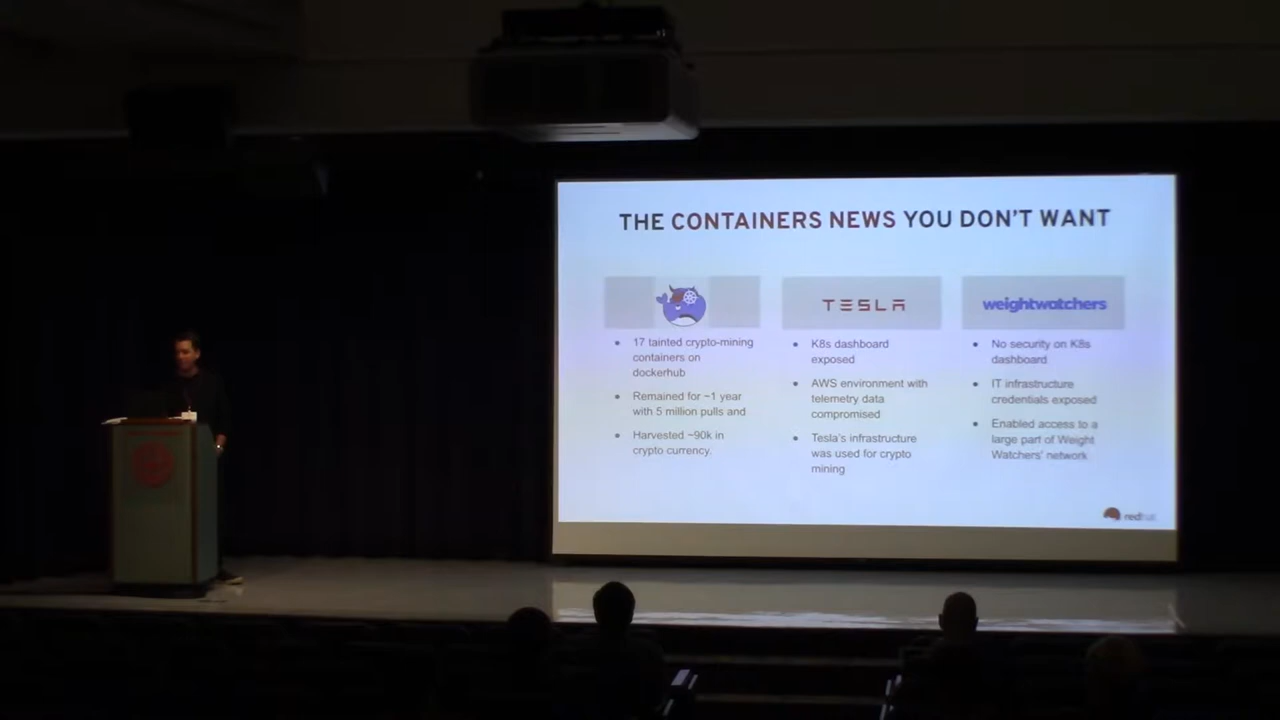 THE CONTAINERS NEWS YOU DON'T WANT
17 tainted crypto-mining
containers on
dockerhub
Remained for ~1 year
with 5 million pulls and
Harvested ~90k in
crypto currency.
TESLA
K8s dashboard
exposed
AWS environment with
telemetry data
compromised
Tesla's infrastructure
was used for crypto
mining
weightwatchers
No security on K8s
dashboard
IT infrastructure
credentials exposed
Enabled access to a
large part of Weight
Watchers' network
redhat